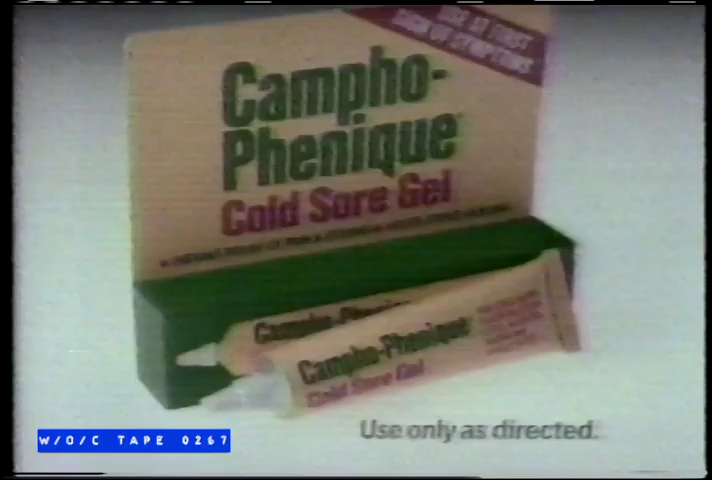 USE AT FIRST
SIGN OF SYMPTOMS
Campho-
Phenique
Cold Sore Gel
Campho-Phenique
Campho-Phenique
Cold Sore Gel
Use only as directed.
W/O/C TAPE 0267